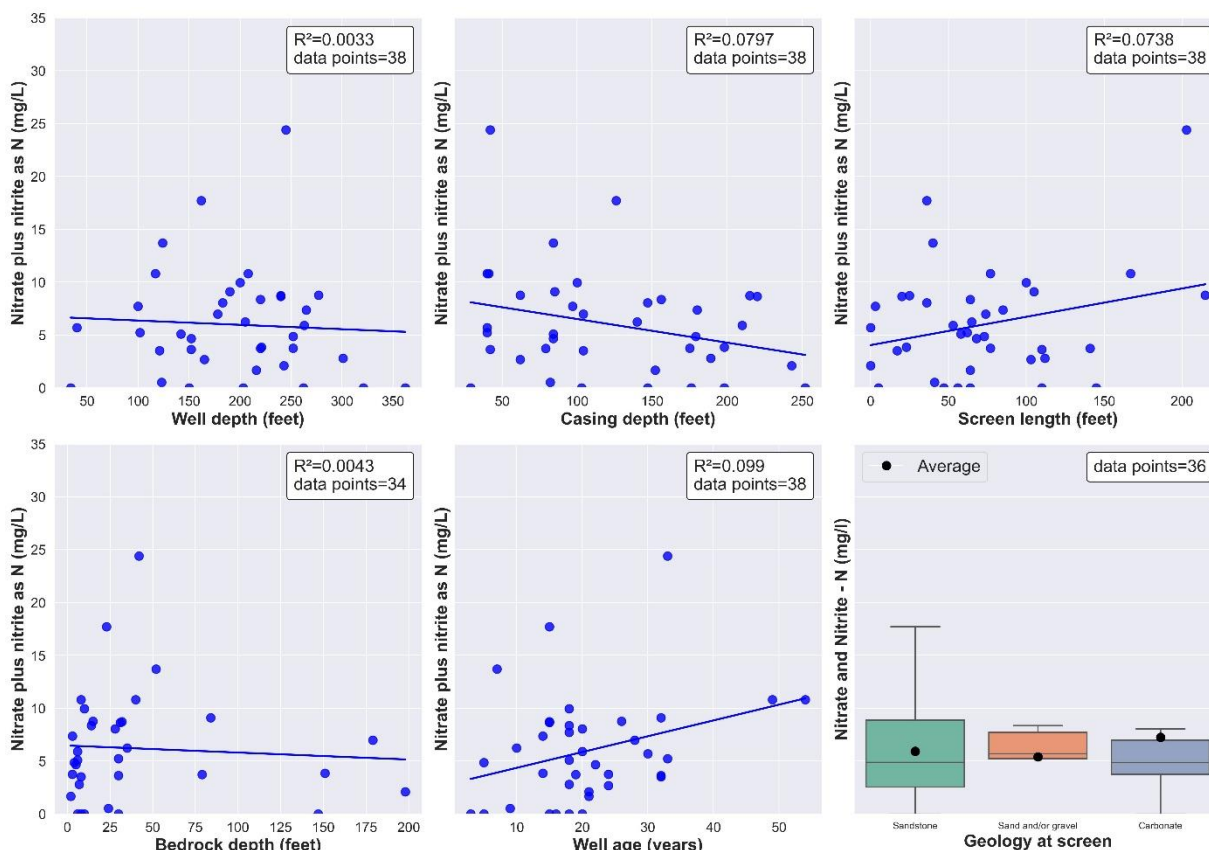 R²=0.0033
data points=38
Nitrate plus nitrite as N (mg/L)
35
30
25
20
15
10
5
0
50 100 150 200 250 300 350
Well depth (feet)
R²=0.0797
data points=38
Nitrate plus nitrite as N (mg/L)
50 100 150 200 250
Casing depth (feet)
R²=0.0738
data points=38
Nitrate plus nitrite as N (mg/L)
0 50 100 150 200
Screen length (feet)
R²=0.0043
data points=34
Nitrate plus nitrite as N (mg/L)
35
30
25
20
15
10
5
0
0 25 50 75 100 125 150 175 200
Bedrock depth (feet)
R²=0.099
data points=38
Nitrate plus nitrite as N (mg/L)
10 20 30 40 50
Well age (years)
Average
data points=36
Nitrate and Nitrite - N (mg/l)
Sandstone Sand and/or gravel Carbonate
Geology at screen